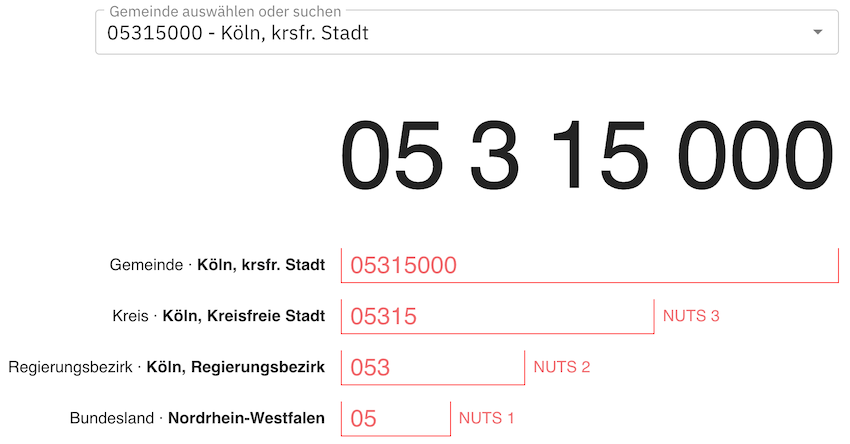 Gemeinde auswählen oder suchen
05315000 - Köln, krsfr. Stadt
05 3 15 000
Gemeinde · Köln, krsfr. Stadt 05315000
Kreis · Köln, Kreisfreie Stadt 05315 NUTS 3
Regierungsbezirk · Köln, Regierungsbezirk 053 NUTS 2
Bundesland · Nordrhein-Westfalen 05 NUTS 1